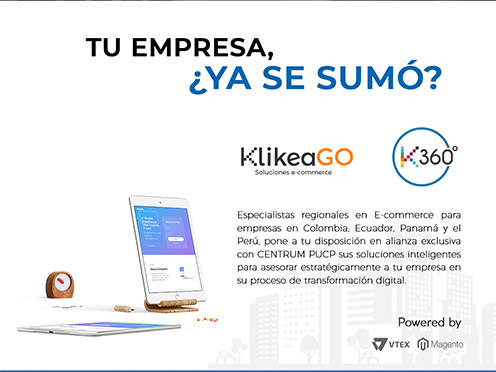 TU EMPRESA,
¿YA SE SUMÓ?
KlikeaGO
Soluciones e-commerce
K360°
Especialistas regionales en E-commerce para
empresas en Colombia, Ecuador, Panamá y el
Perú, pone a tu disposición en alianza exclusiva
con CENTRUM PUCP sus soluciones inteligentes
para asesorar estratégicamente a tu empresa en
su proceso de transformación digital.
Powered by
VTEX Magento